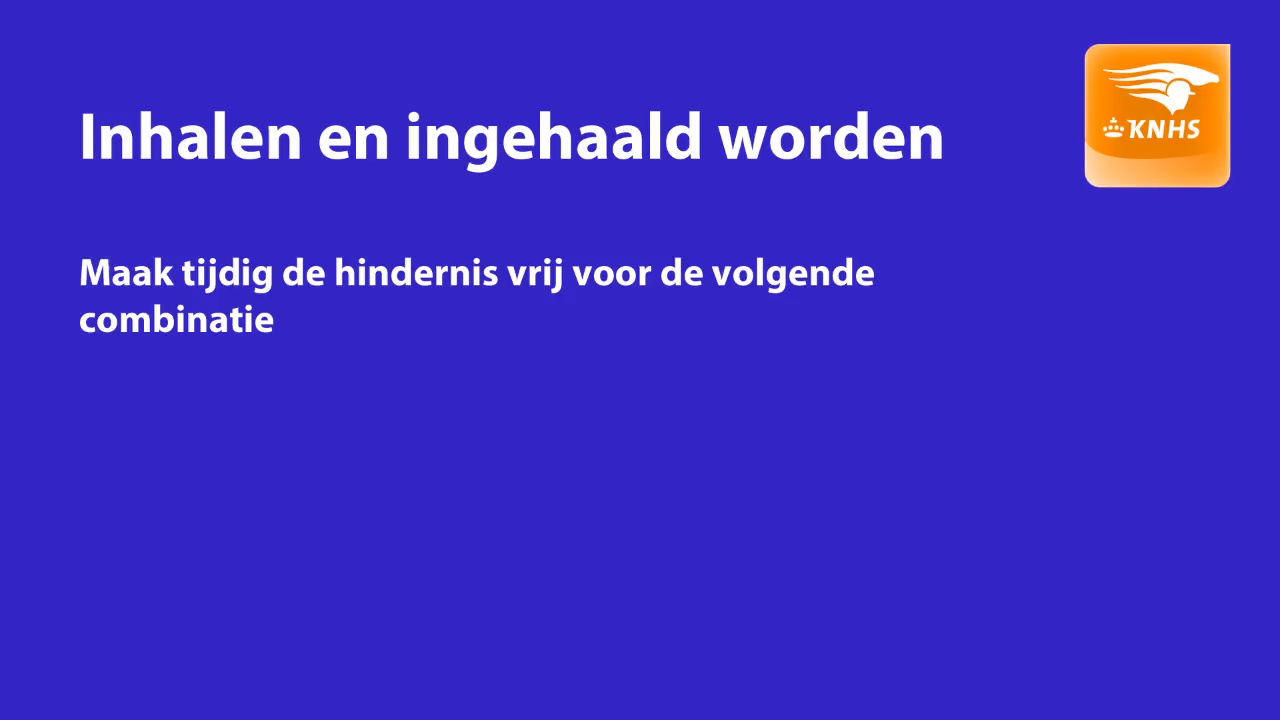 Inhalen en ingehaald worden
KNHS
Maak tijdig de hindernis vrij voor de volgende
combinatie